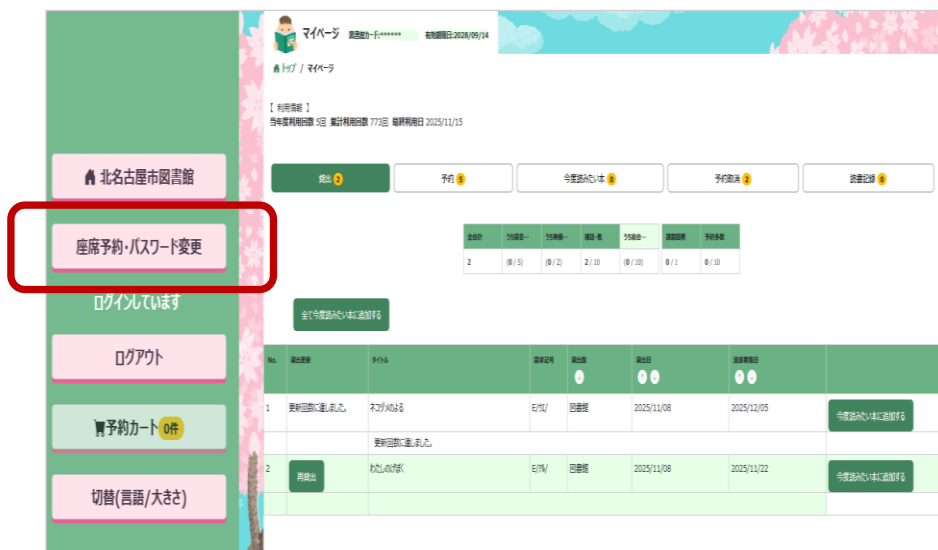 マイページ 図書館カード:****** 有効期限日:2028/09/14
トップ / マイページ
【 利用情報 】
当年度利用回数 5回 累計利用回数 773回 最終利用日 2025/11/15
北名古屋市図書館
座席予約・パスワード変更
ログインしています
ログアウト
予約カート 0件
切替(言語/大きさ)
貸出 2 予約 5 今度読みたい本 0 予約取消 2 読書記録 0
全合計
2 (0 / 5) (0 / 2) 2 / 10 (0 / 10) 0 / 1 0 / 10
全て今度読みたい本に追加する
No. 貸出更新 タイトル 請求記号 貸出館 貸出日 返却期限日
1 更新回数に達しました。 図書館 2025/11/08 2025/12/05 今度読みたい本に追加する
更新回数に達しました。
2 再貸出 わたしのげぼく 図書館 2025/11/08 2025/11/22 今度読みたい本に追加する